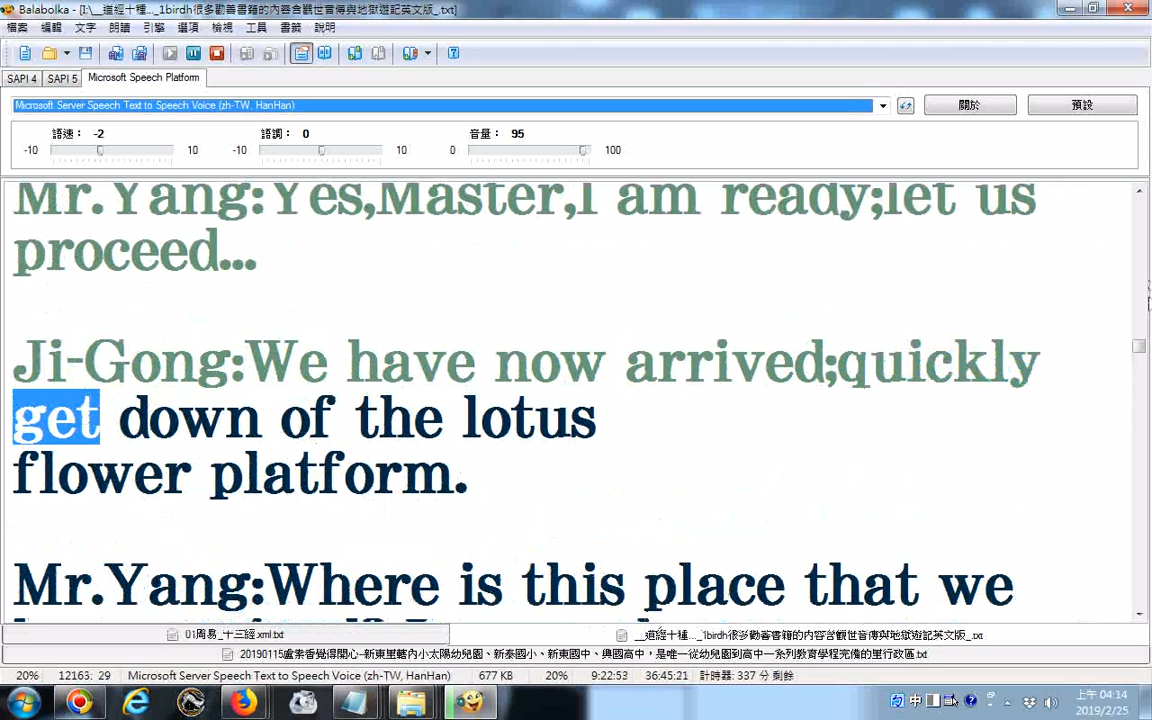 Balabolka - [I:\__道經十種..._1birdh很多勸善書籍的內容含觀世音傳與地獄遊記英文版_.txt]
檔案 編輯 文字 朗讀 引擎 選項 檢視 工具 書籤 說明
SAPI 4 SAPI 5 Microsoft Speech Platform
Microsoft Server Speech Text to Speech Voice (zh-TW, HanHan) 關於 預設
語速: -2 語調: 0 音量: 95
-10 10 -10 10 0 100
Mr.Yang:Yes,Master,I am ready;let us
proceed...
Ji-Gong:We have now arrived;quickly
get down of the lotus
flower platform.
Mr.Yang:Where is this place that we
01周易_十三經.xml.txt __道經十種..._1birdh很多勸善書籍的內容含觀世音傳與地獄遊記英文版_.txt
20190115盧素香覺得開心-新東里轄內小太陽幼兒園、新泰國小、新東國中、興國高中，是唯一從幼兒園到高中一系列教育學程完備的里行政區.txt
20% 12163: 29 Microsoft Server Speech Text to Speech Voice (zh-TW, HanHan) 677 KB 20% 9:22:53 36:45:21 計時器: 337 分 剩餘
中 上午 04:14
2019/2/25